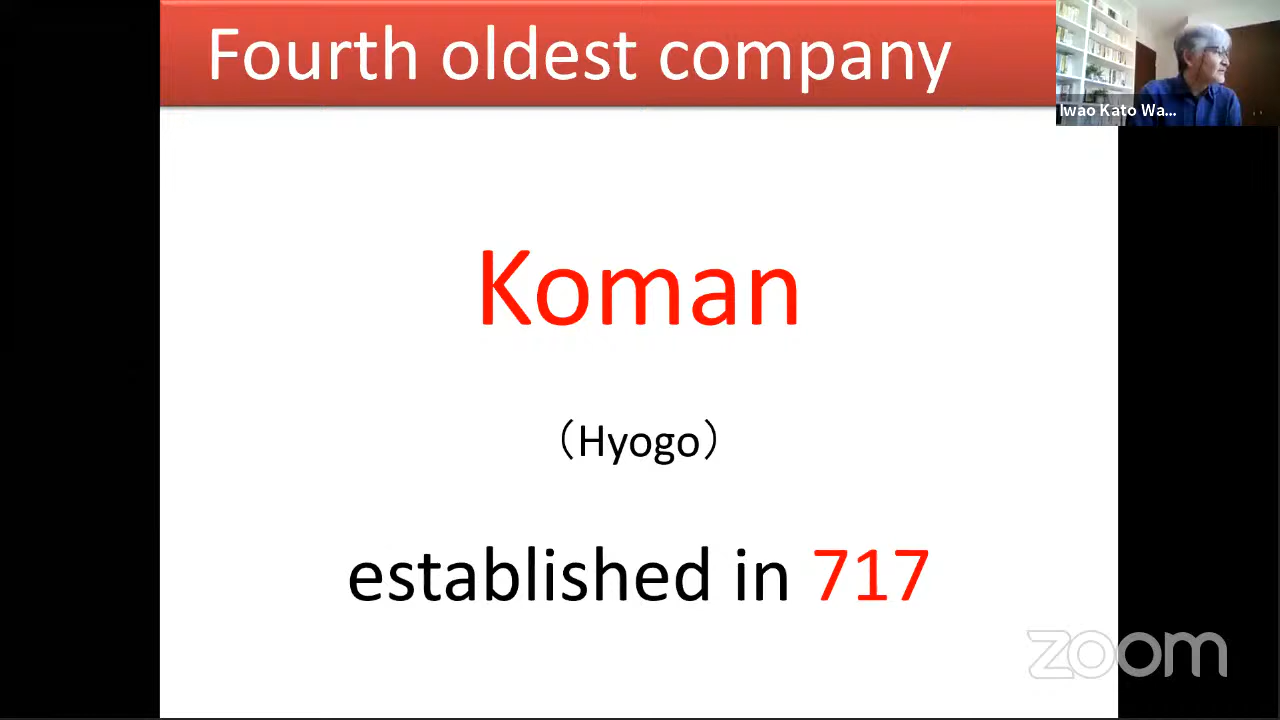 Fourth oldest company
Iwao Kato Wa...
Koman
（Hyogo）
established in 717
zoom